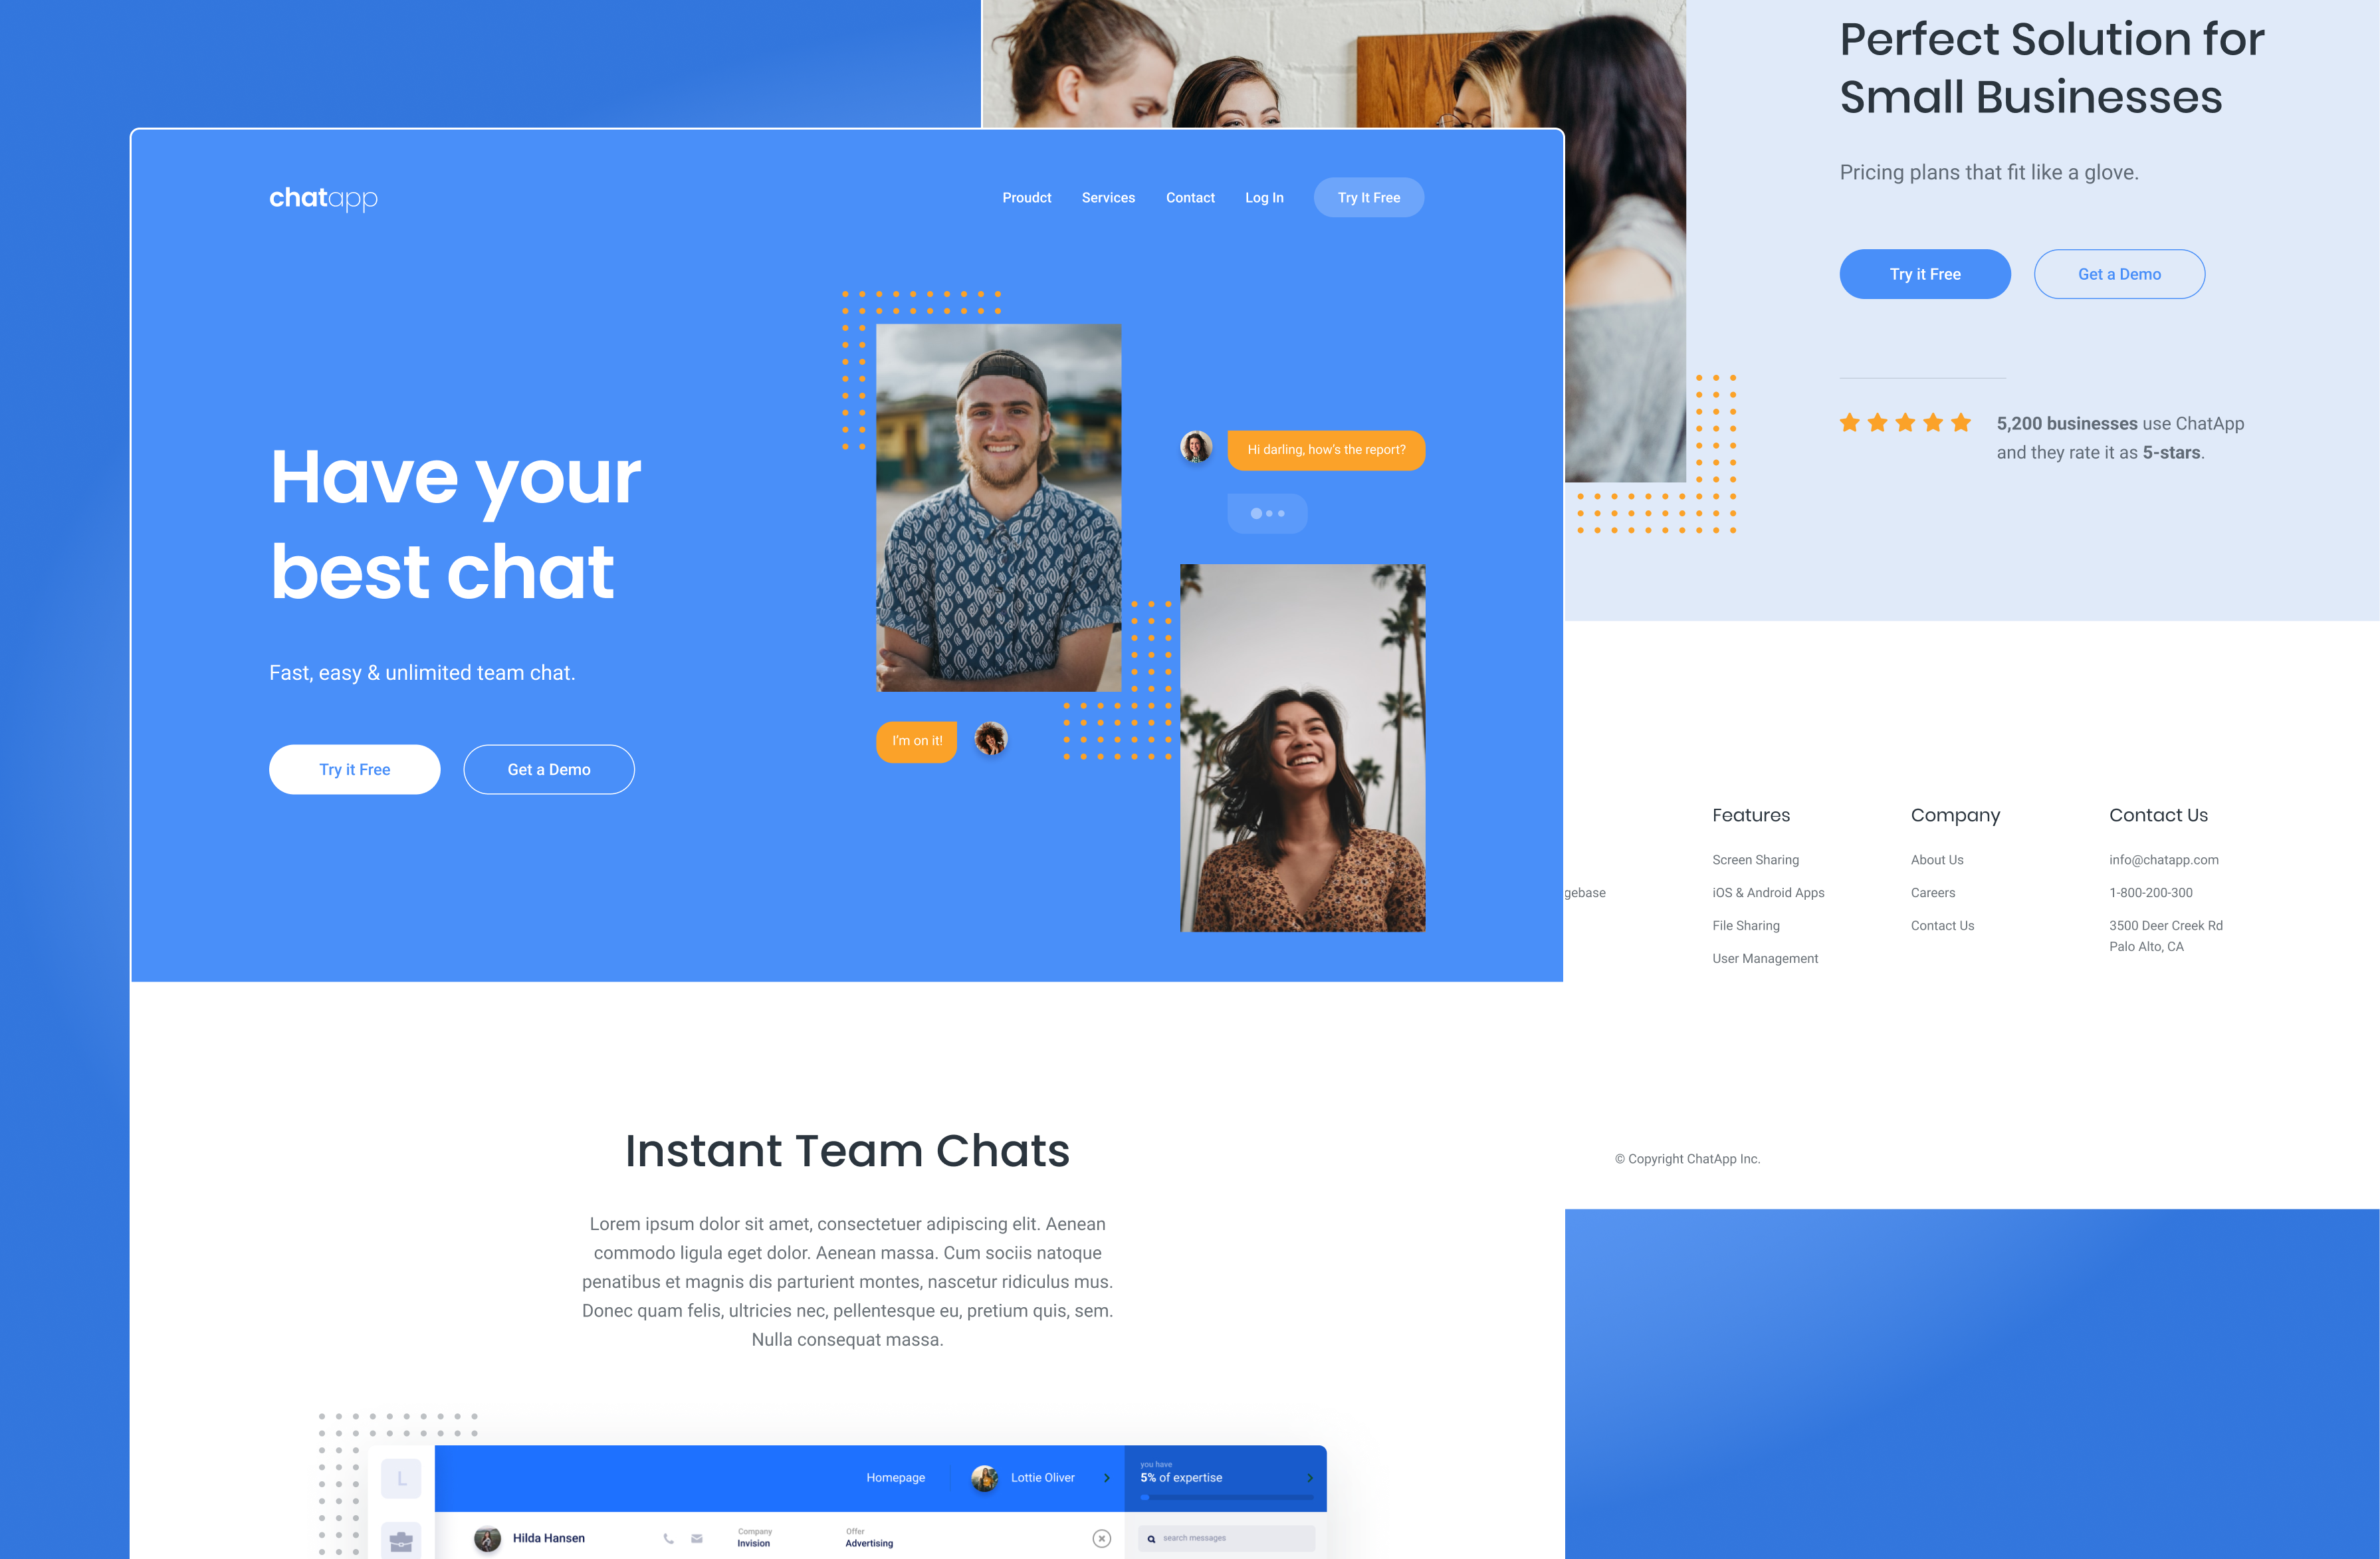 chatapp
Proudct
Services
Contact
Log In
Try It Free
Have your
best chat
Fast, easy & unlimited team chat.
Try it Free
Get a Demo
Hi darling, how's the report?
I'm on it!
Instant Team Chats
Lorem ipsum dolor sit amet, consectetuer adipiscing elit. Aenean
commodo ligula eget dolor. Aenean massa. Cum sociis natoque
penatibus et magnis dis parturient montes, nascetur ridiculus mus.
Donec quam felis, ultricies nec, pellentesque eu, pretium quis, sem.
Nulla consequat massa.
L
Homepage
Lottie Oliver
you have
5% of expertise
Hilda Hansen
Company
Invision
Offer
Advertising
search messages
Perfect Solution for
Small Businesses
Pricing plans that fit like a glove.
Try it Free
Get a Demo
5,200 businesses use ChatApp
and they rate it as 5-stars.
gebase
Features
Screen Sharing
iOS & Android Apps
File Sharing
User Management
Company
About Us
Careers
Contact Us
Contact Us
info@chatapp.com
1-800-200-300
3500 Deer Creek Rd
Palo Alto, CA
© Copyright ChatApp Inc.